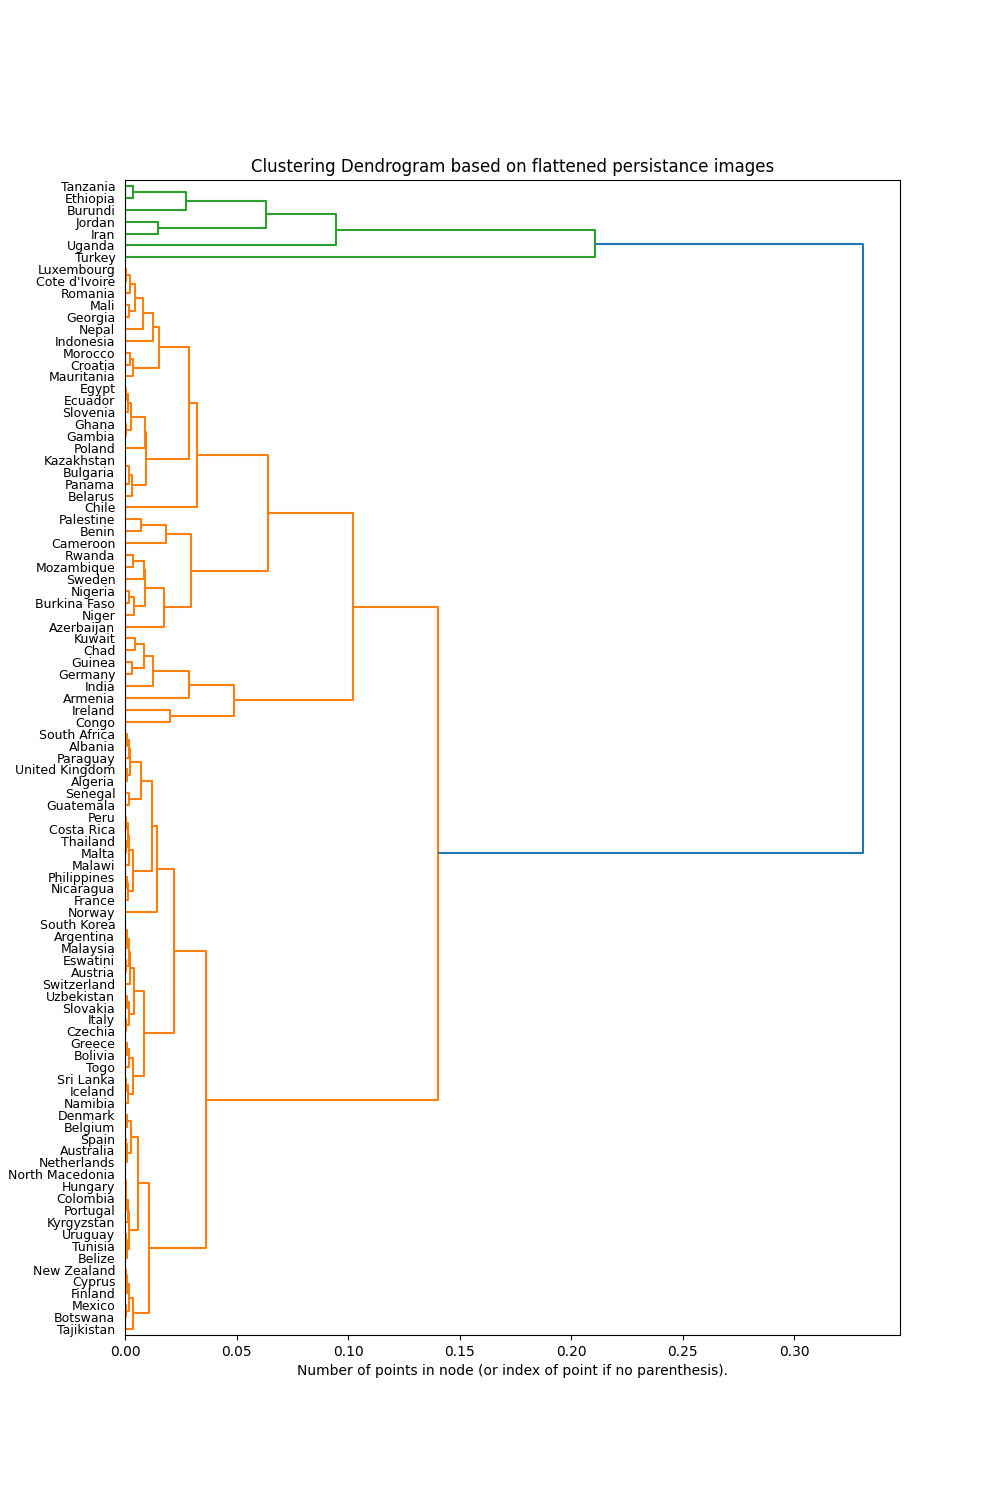 Clustering Dendrogram based on flattened persistance images
Tanzania
Ethiopia
Burundi
Jordan
Iran
Uganda
Turkey
Luxembourg
Cote d'Ivoire
Romania
Mali
Georgia
Nepal
Indonesia
Morocco
Croatia
Mauritania
Egypt
Ecuador
Slovenia
Ghana
Gambia
Poland
Kazakhstan
Bulgaria
Panama
Belarus
Chile
Palestine
Benin
Cameroon
Rwanda
Mozambique
Sweden
Nigeria
Burkina Faso
Niger
Azerbaijan
Kuwait
Chad
Guinea
Germany
India
Armenia
Ireland
Congo
South Africa
Albania
Paraguay
United Kingdom
Algeria
Senegal
Guatemala
Peru
Costa Rica
Thailand
Malta
Malawi
Philippines
Nicaragua
France
Norway
South Korea
Argentina
Malaysia
Eswatini
Austria
Switzerland
Uzbekistan
Slovakia
Italy
Czechia
Greece
Bolivia
Togo
Sri Lanka
Iceland
Namibia
Denmark
Belgium
Spain
Australia
Netherlands
North Macedonia
Hungary
Colombia
Portugal
Kyrgyzstan
Uruguay
Tunisia
Belize
New Zealand
Cyprus
Finland
Mexico
Botswana
Tajikistan
0.00 0.05 0.10 0.15 0.20 0.25 0.30
Number of points in node (or index of point if no parenthesis).